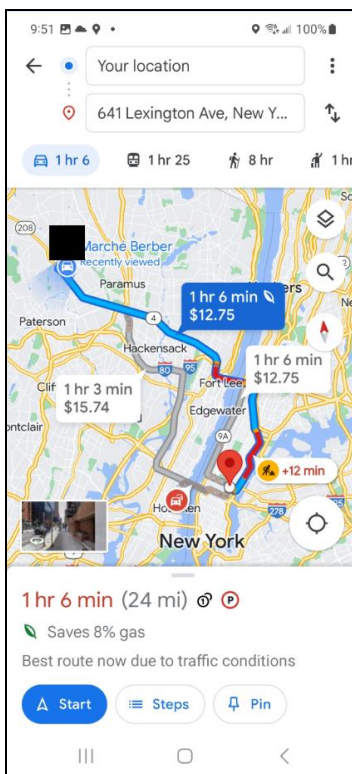 9:51
100%
Your location
641 Lexington Ave, New Y...
1 hr 6
1 hr 25
8 hr
1 hr
208
Marché Berber
Recently viewed
Paramus
4
1 hr 6 min
$12.75
Paterson
Hackensack
80
95
1 hr 6 min
$12.75
Fort Lee
1 hr 3 min
$15.74
Edgewater
9A
+12 min
New York
278
1 hr 6 min (24 mi)
P
Saves 8% gas
Best route now due to traffic conditions
Start
Steps
Pin